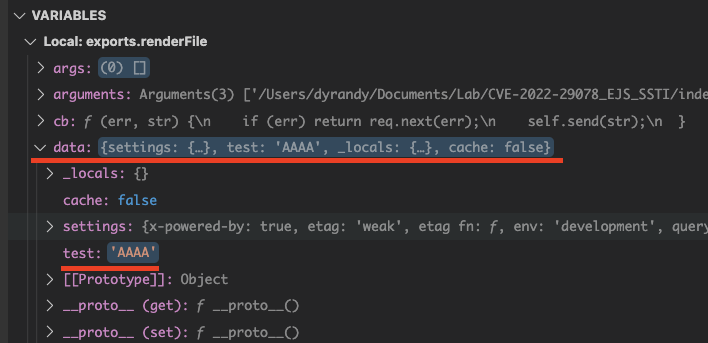 VARIABLES
Local: exports.renderFile
args: (0) []
arguments: Arguments(3) ['/Users/dyrandy/Documents/Lab/CVE-2022-29078_EJS_SSTI/inde
cb: ƒ (err, str) {\n    if (err) return req.next(err);\n    self.send(str);\n  }
data: {settings: {…}, test: 'AAAA', _locals: {…}, cache: false}
_locals: {}
cache: false
settings: {x-powered-by: true, etag: 'weak', etag fn: ƒ, env: 'development', query
test: 'AAAA'
[[Prototype]]: Object
__proto__ (get): ƒ __proto__()
__proto__ (set): ƒ __proto__()